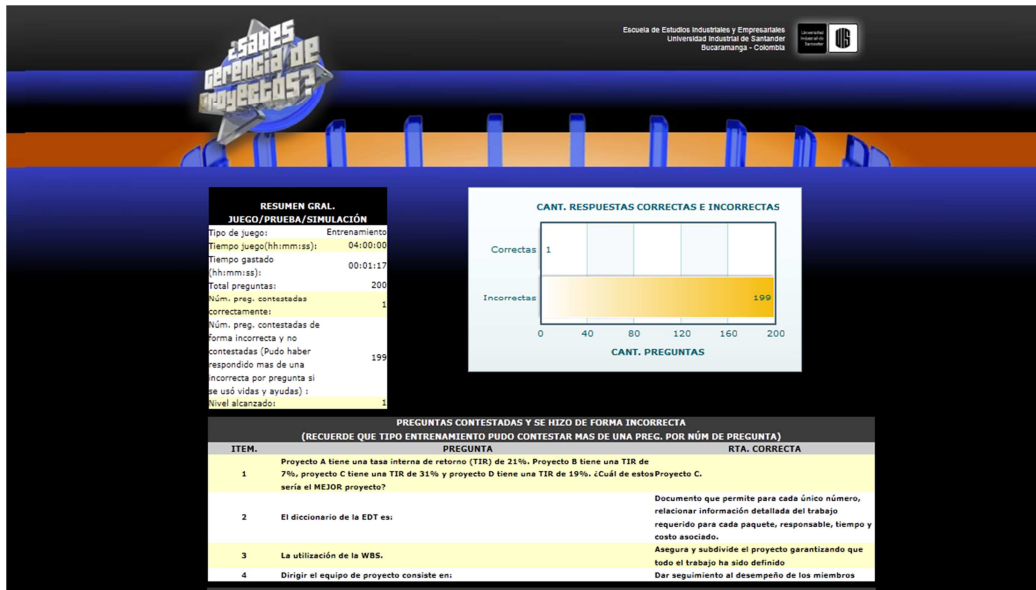 ¿SABES
GERENCIA DE
PROYECTOS?
Escuela de Estudios Industriales y Empresariales
Universidad Industrial de Santander
Bucaramanga - Colombia
Universidad
Industrial de
Santander
UIS
RESUMEN GRAL.
JUEGO/PRUEBA/SIMULACIÓN
Tipo de juego: Entrenamiento
Tiempo juego(hh:mm:ss): 04:00:00
Tiempo gastado
(hh:mm:ss): 00:01:17
Total preguntas: 200
Núm. preg. contestadas
correctamente: 1
Núm. preg. contestadas de
forma incorrecta y no
contestadas (Pudo haber
respondido mas de una
incorrecta por pregunta si
se usó vidas y ayudas) : 199
Nivel alcanzado: 1
CANT. RESPUESTAS CORRECTAS E INCORRECTAS
Correctas 1
Incorrectas 199
0 40 80 120 160 200
CANT. PREGUNTAS
PREGUNTAS CONTESTADAS Y SE HIZO DE FORMA INCORRECTA
(RECUERDE QUE TIPO ENTRENAMIENTO PUDO CONTESTAR MAS DE UNA PREG. POR NÚM DE PREGUNTA)
ITEM. PREGUNTA RTA. CORRECTA
1 Proyecto A tiene una tasa interna de retorno (TIR) de 21%. Proyecto B tiene una TIR de
7%, proyecto C tiene una TIR de 31% y proyecto D tiene una TIR de 19%. ¿Cuál de estos Proyecto C.
sería el MEJOR proyecto?
2 El diccionario de la EDT es: Documento que permite para cada único número,
relacionar información detallada del trabajo
requerido para cada paquete, responsable, tiempo y
costo asociado.
3 La utilización de la WBS. Asegura y subdivide el proyecto garantizando que
todo el trabajo ha sido definido
4 Dirigir el equipo de proyecto consiste en: Dar seguimiento al desempeño de los miembros